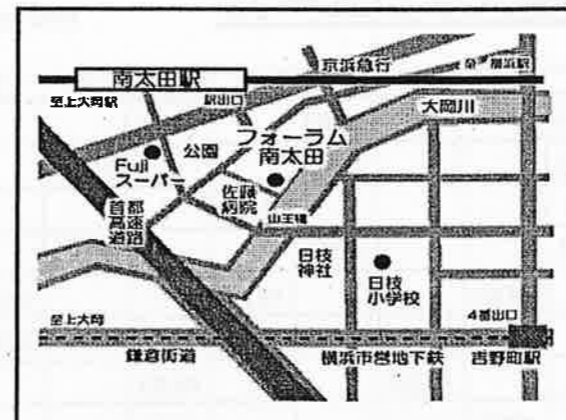 京浜急行
至 横浜駅
南太田駅
至上大岡駅
駅出口
大岡川
公園
フォーラム
南太田
Fuji
スーパー
佐誠
病院
首都
高速
道路
山王橋
日枝
神社
日枝
小学校
至上大岡
4番出口
鎌倉街道
横浜市営地下鉄
吉野町駅